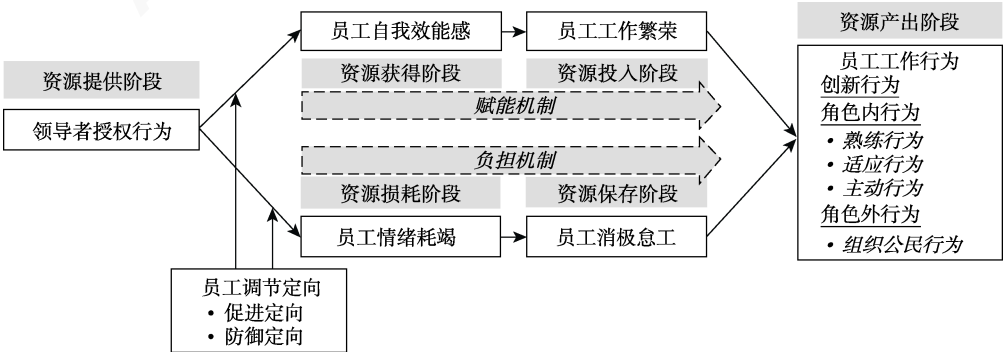 资源提供阶段
领导者授权行为
员工自我效能感
员工工作繁荣
资源获得阶段
资源投入阶段
赋能机制
负担机制
资源损耗阶段
资源保存阶段
员工情绪耗竭
员工消极怠工
员工调节定向
• 促进定向
• 防御定向
资源产出阶段
员工工作行为
创新行为
角色内行为
• 熟练行为
• 适应行为
• 主动行为
角色外行为
• 组织公民行为